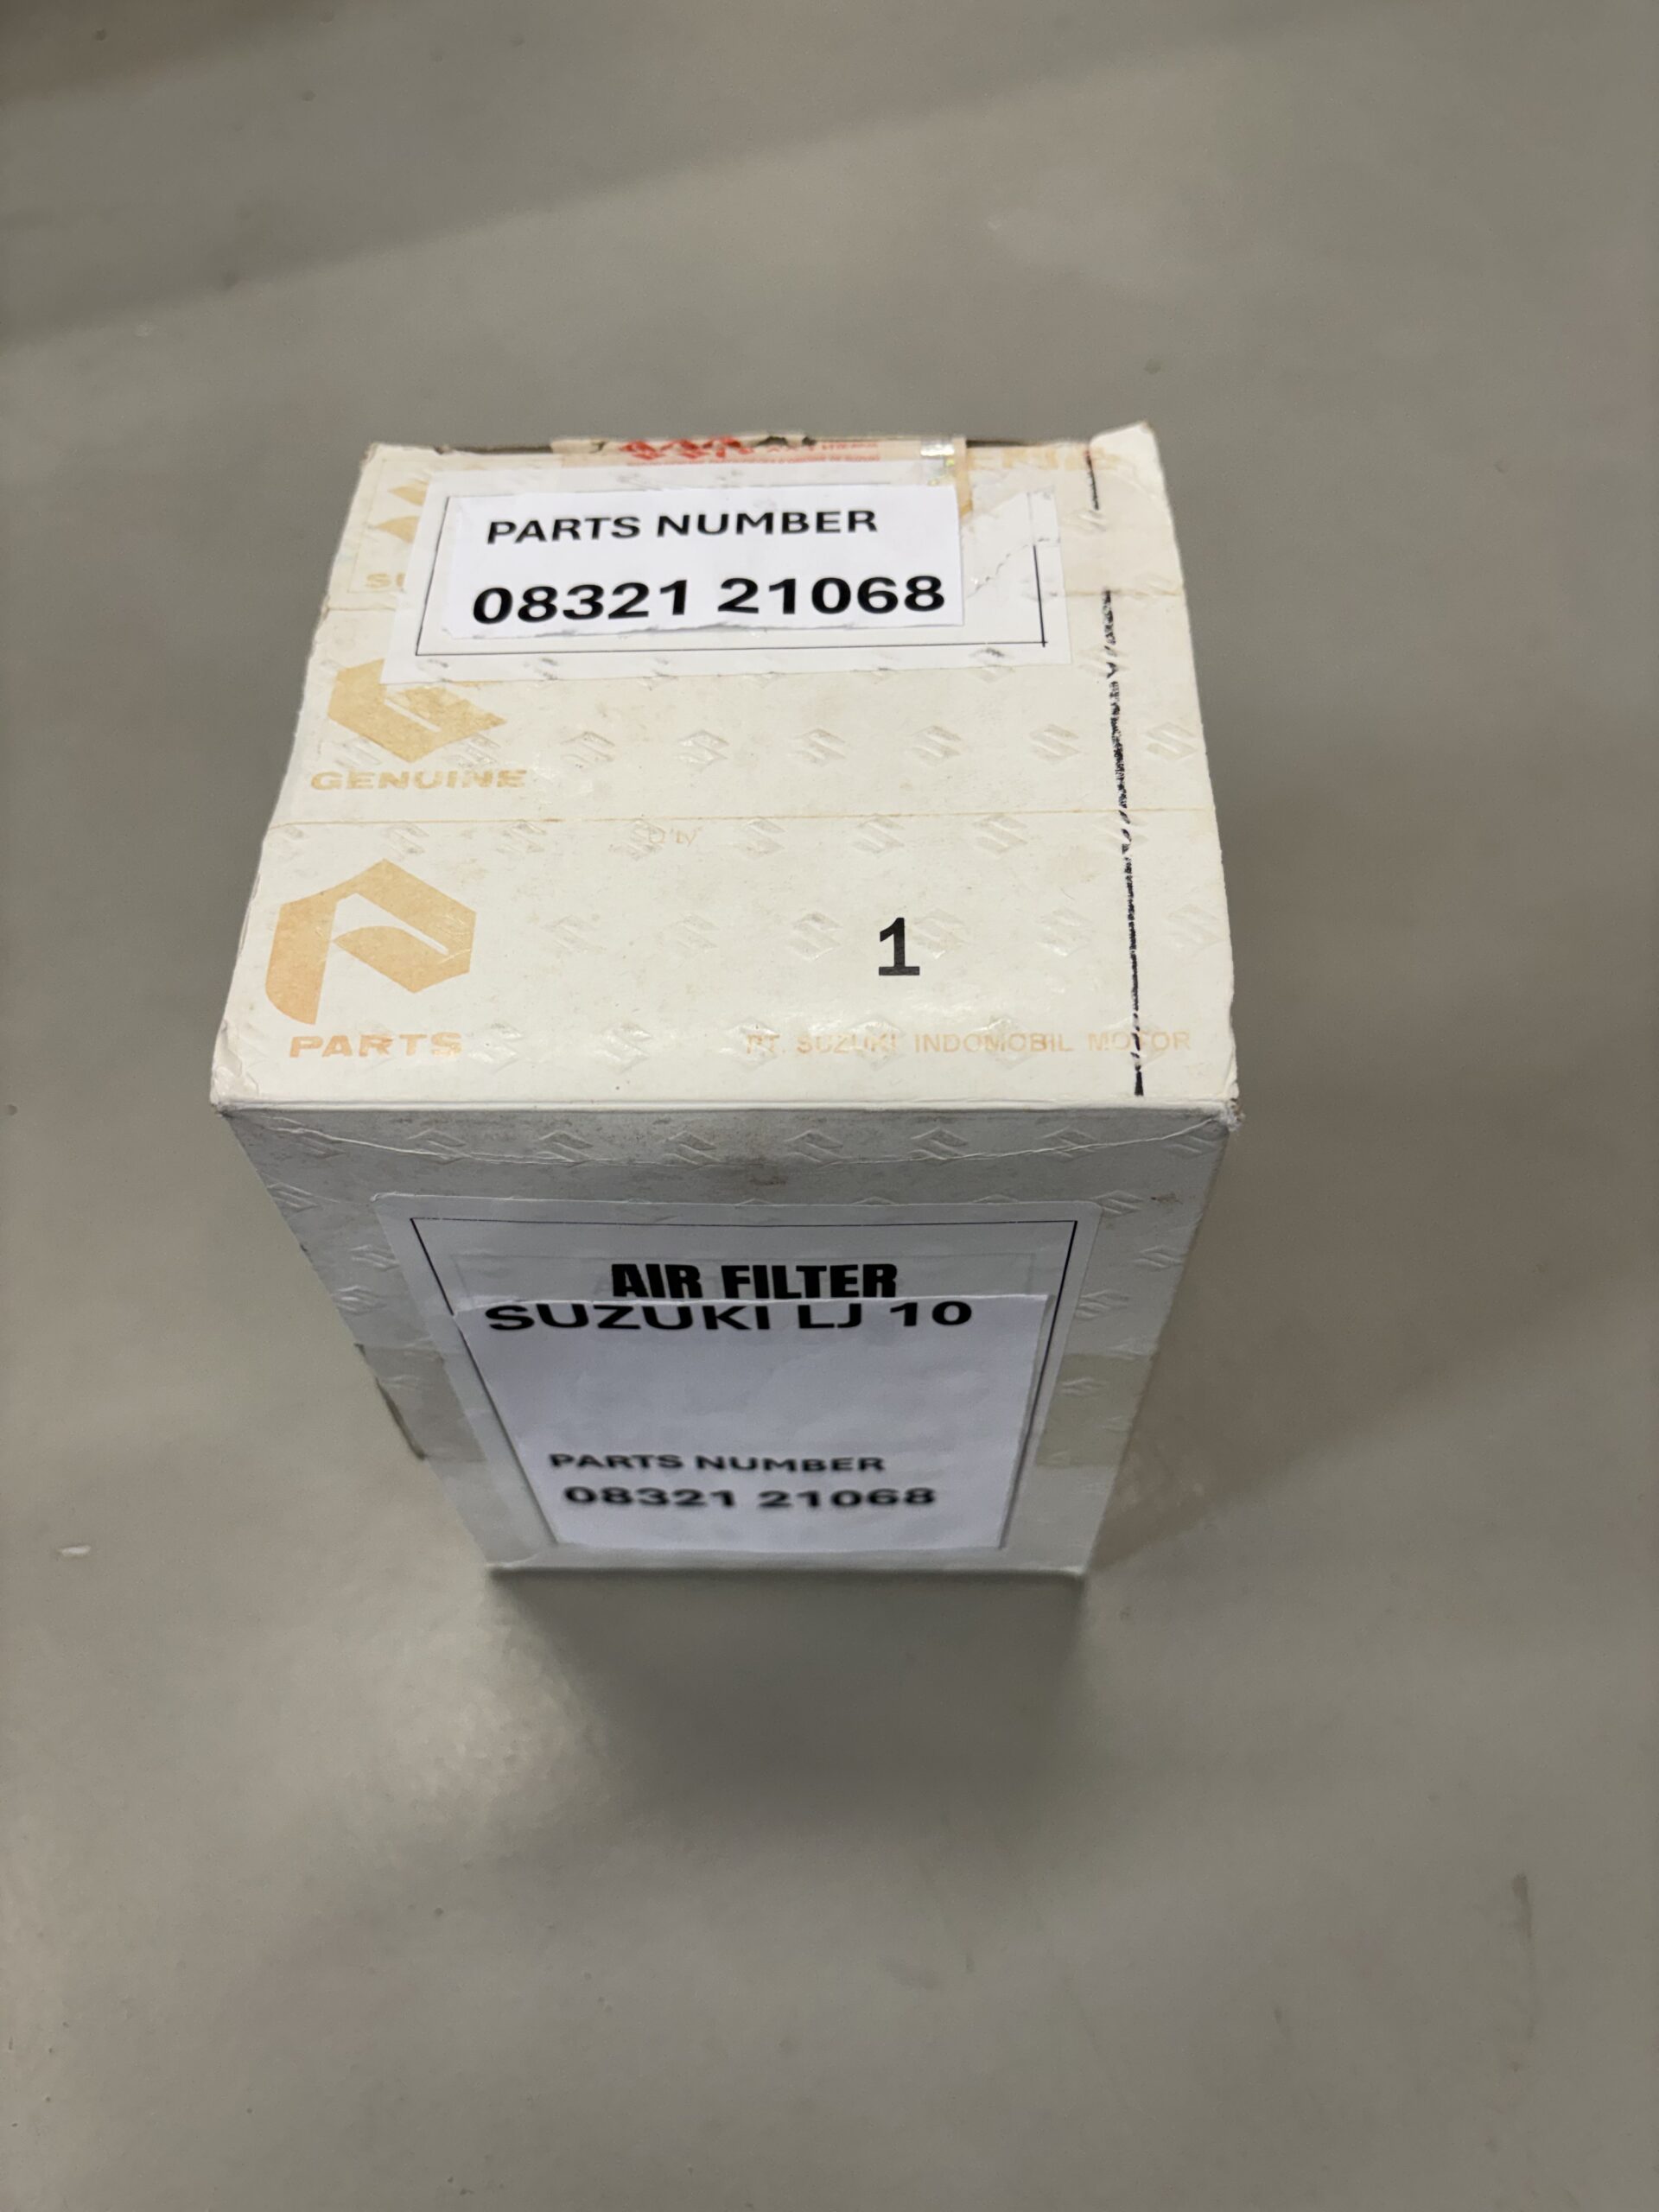 PARTS NUMBER
08321 21068
GENUINE
Q'ty
1
PARTS
PT. SUZUKI INDOMOBIL MOTOR
AIR FILTER
SUZUKI LJ 10
PARTS NUMBER
08321 21068